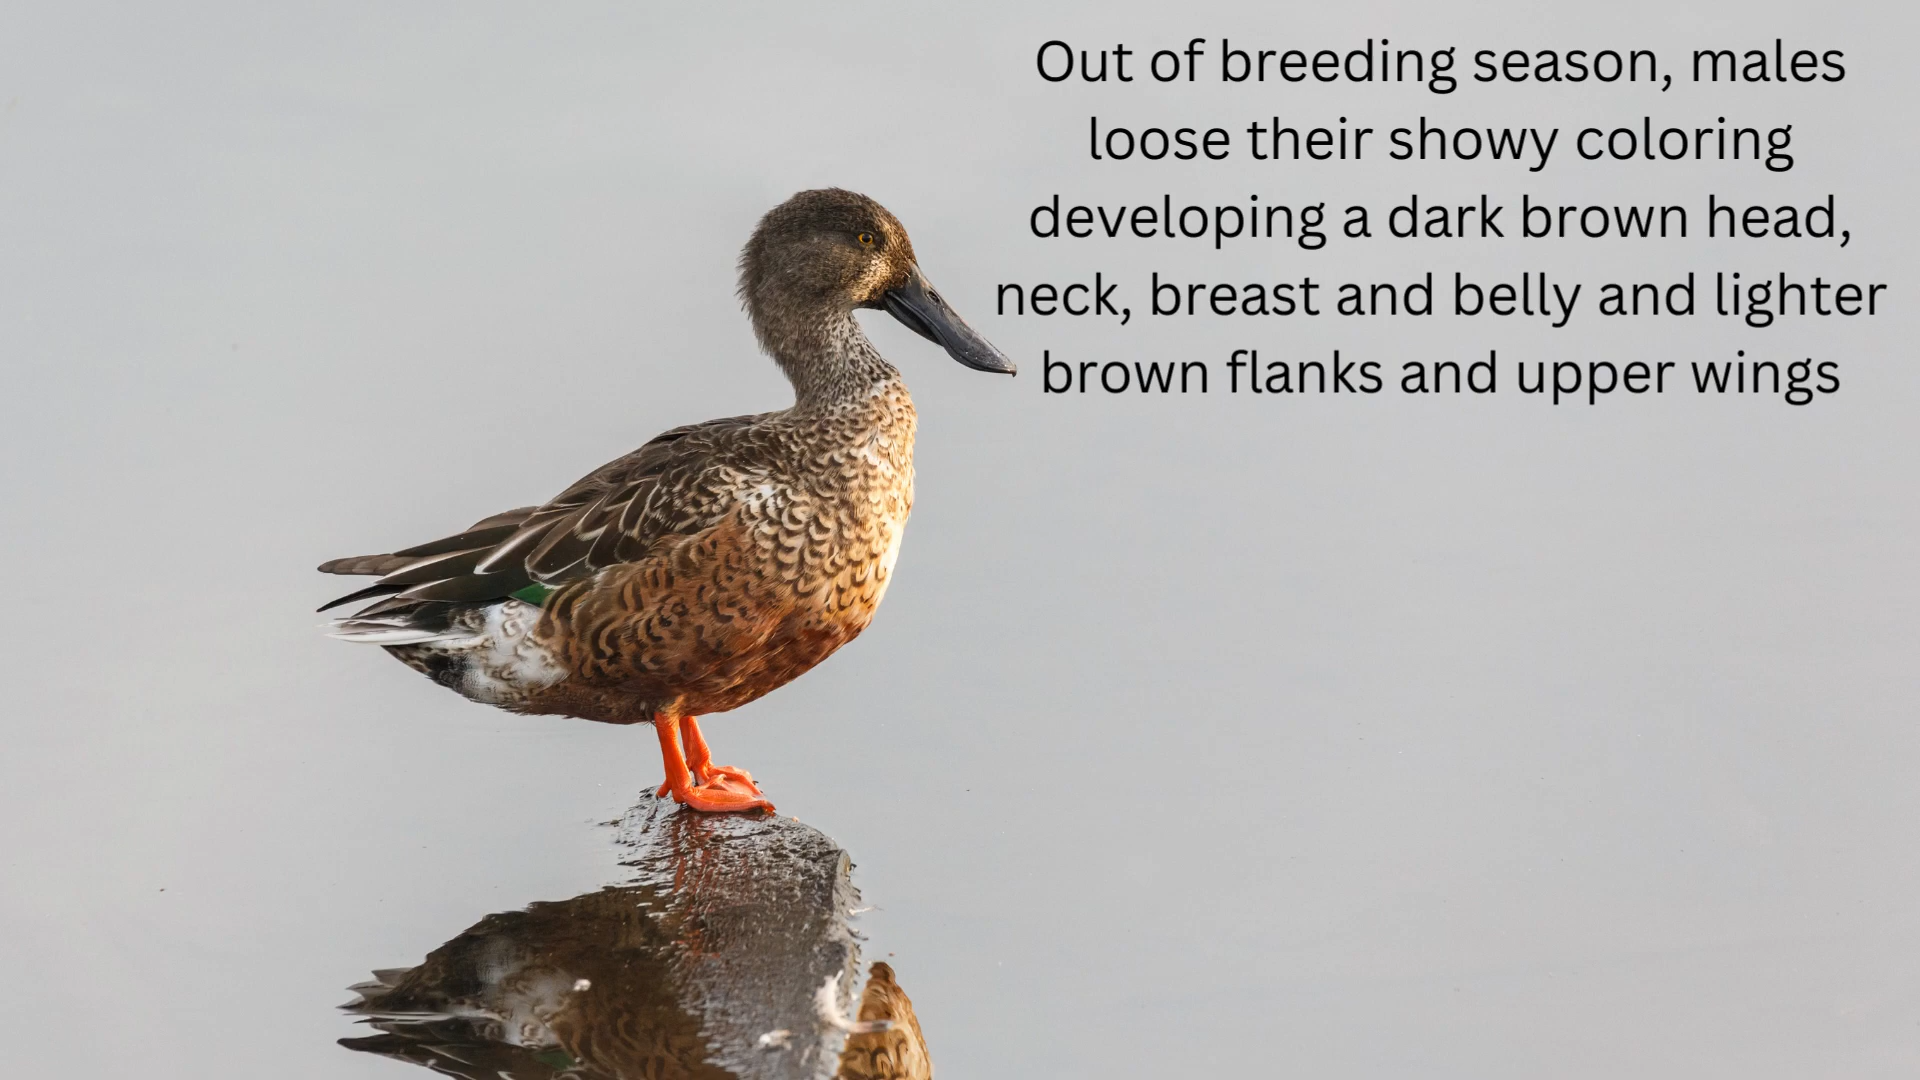 Out of breeding season, males
loose their showy coloring
developing a dark brown head,
neck, breast and belly and lighter
brown flanks and upper wings